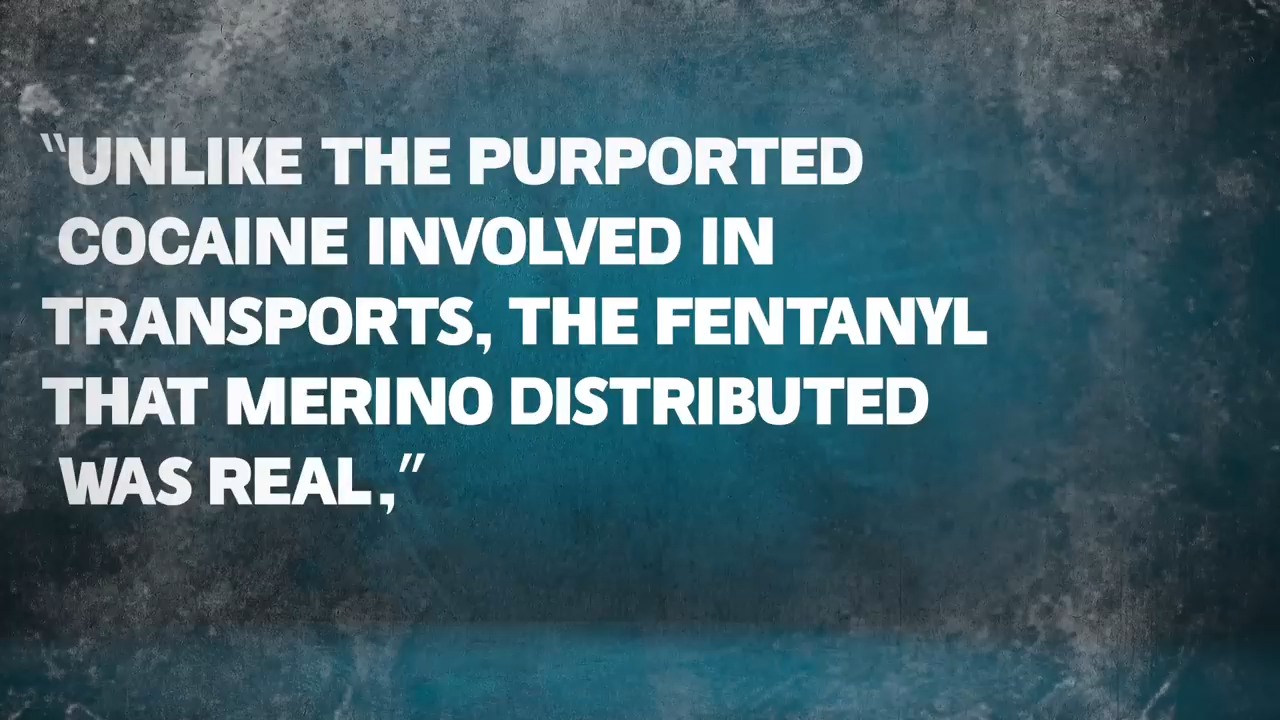 “UNLIKE THE PURPORTED
COCAINE INVOLVED IN
TRANSPORTS, THE FENTANYL
THAT MERINO DISTRIBUTED
WAS REAL,”